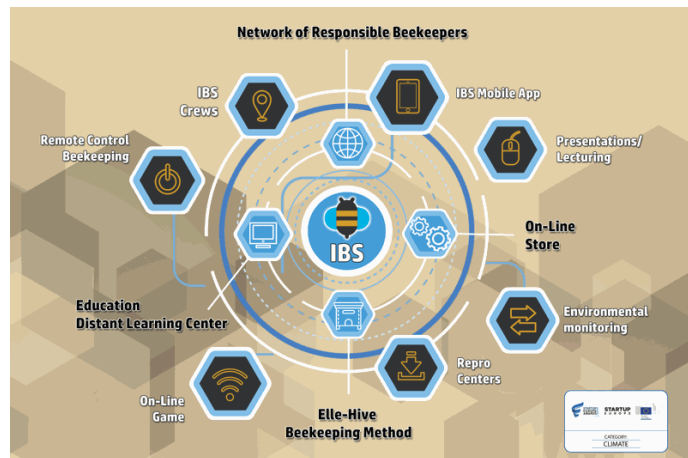 Network of Responsible Beekeepers
IBS
Crews
IBS Mobile App
Remote Control
Beekeeping
Presentations/
Lecturing
IBS
On-Line
Store
Education
Distant Learning Center
Environmental
monitoring
Repro
Centers
On-Line
Game
Elle-Hive
Beekeeping Method
STARTUP
EUROPE
CATEGORY:
CLIMATE